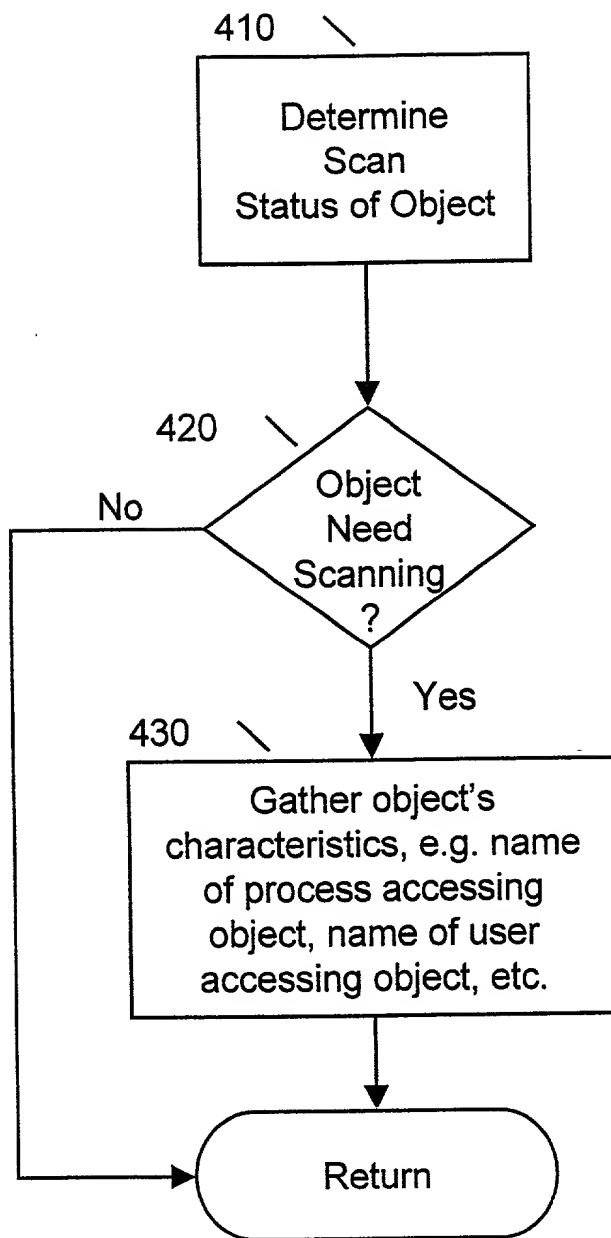 410
Determine
Scan
Status of Object
420
Object
Need
Scanning
?
No
Yes
430
Gather object's
characteristics, e.g. name
of process accessing
object, name of user
accessing object, etc.
Return